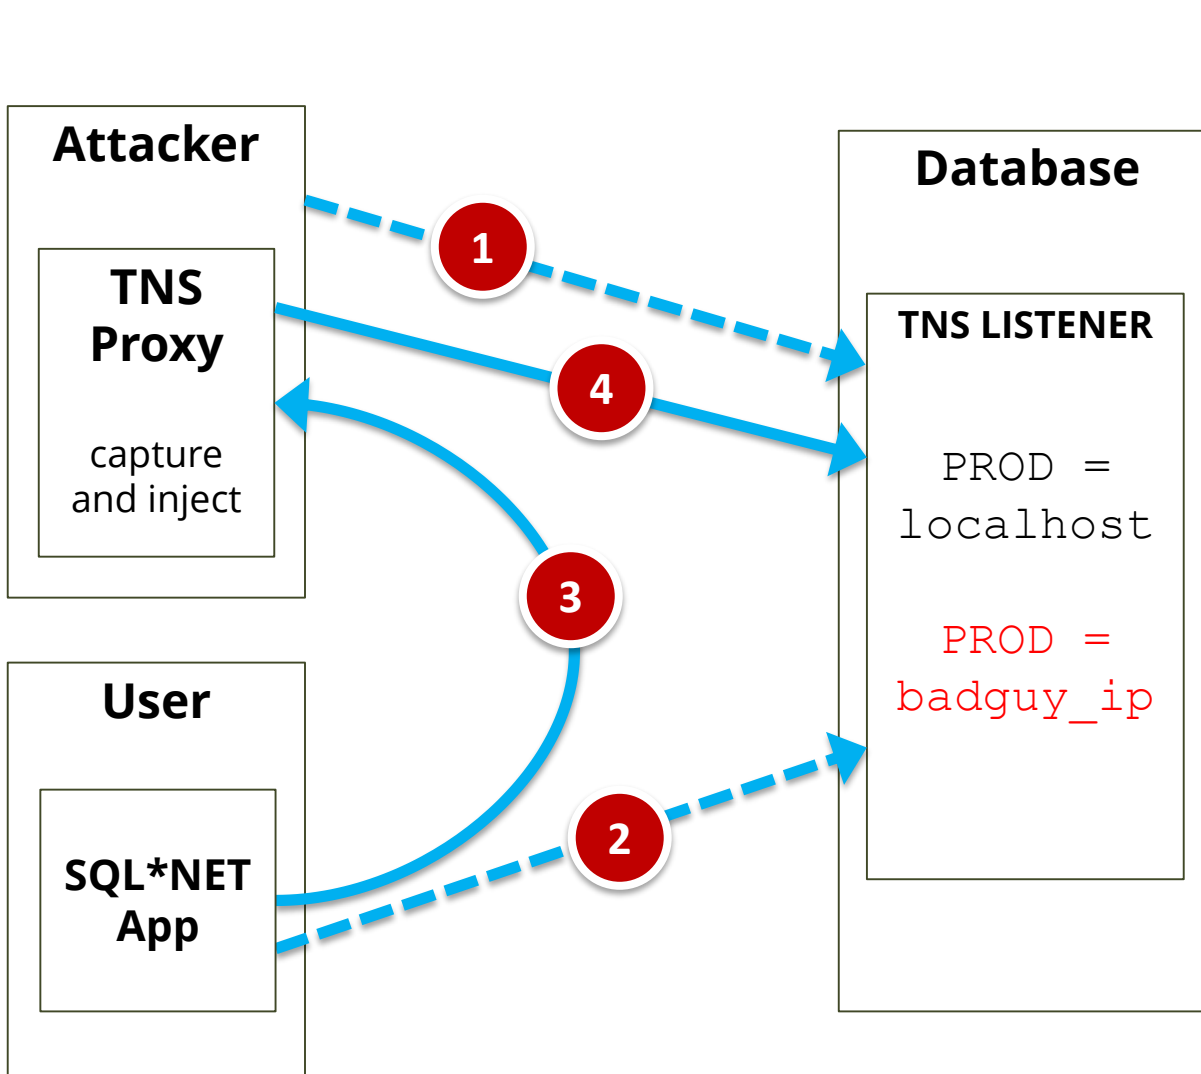 Attacker
TNS
Proxy
capture
and inject
User
SQL*NET
App
1
4
3
2
Database
TNS LISTENER
PROD =
localhost
PROD =
badguy_ip